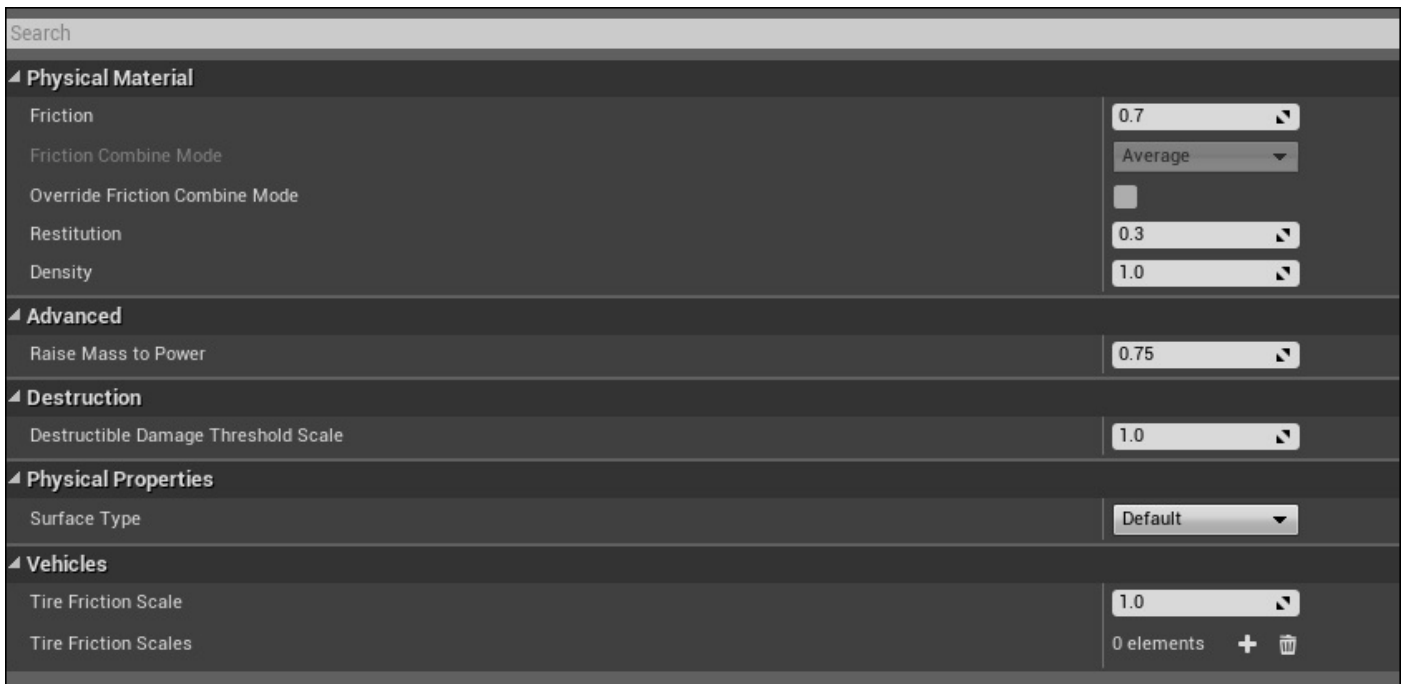 Search
Physical Material
Friction 0.7
Friction Combine Mode Average
Override Friction Combine Mode
Restitution 0.3
Density 1.0
Advanced
Raise Mass to Power 0.75
Destruction
Destructible Damage Threshold Scale 1.0
Physical Properties
Surface Type Default
Vehicles
Tire Friction Scale 1.0
Tire Friction Scales 0 elements